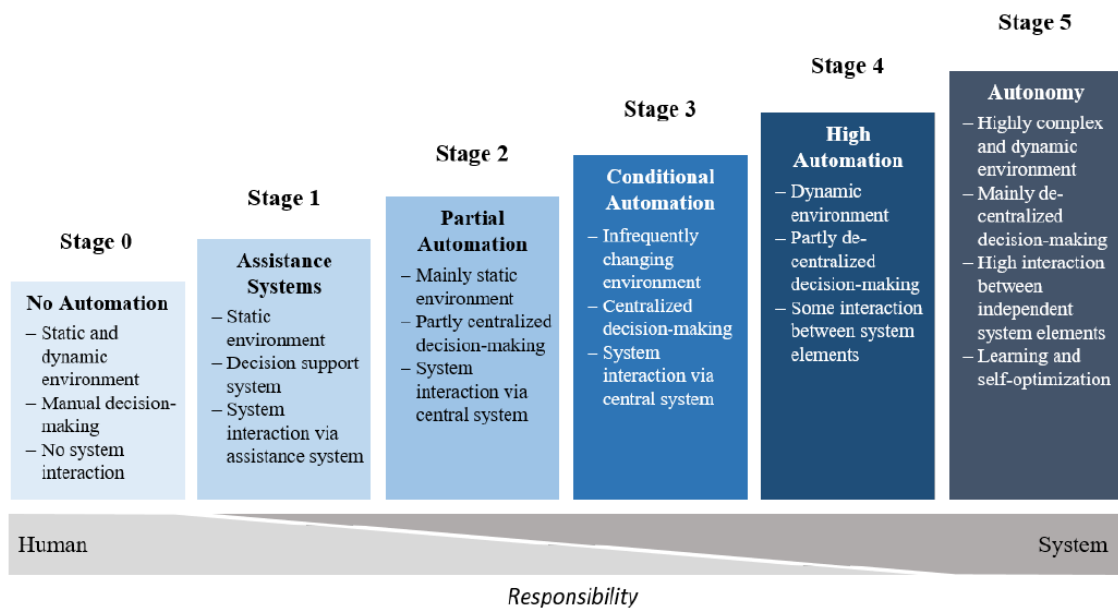 Stage 0
No Automation
– Static and
dynamic
environment
– Manual decision-
making
– No system
interaction
Stage 1
Assistance
Systems
– Static
environment
– Decision support
system
– System
interaction via
assistance system
Stage 2
Partial
Automation
– Mainly static
environment
– Partly centralized
decision-making
– System
interaction via
central system
Stage 3
Conditional
Automation
– Infrequently
changing
environment
– Centralized
decision-making
– System
interaction via
central system
Stage 4
High
Automation
– Dynamic
environment
– Partly de-
centralized
decision-making
– Some interaction
between system
elements
Stage 5
Autonomy
– Highly complex
and dynamic
environment
– Mainly de-
centralized
decision-making
– High interaction
between
independent
system elements
– Learning and
self-optimization
Human
System
Responsibility